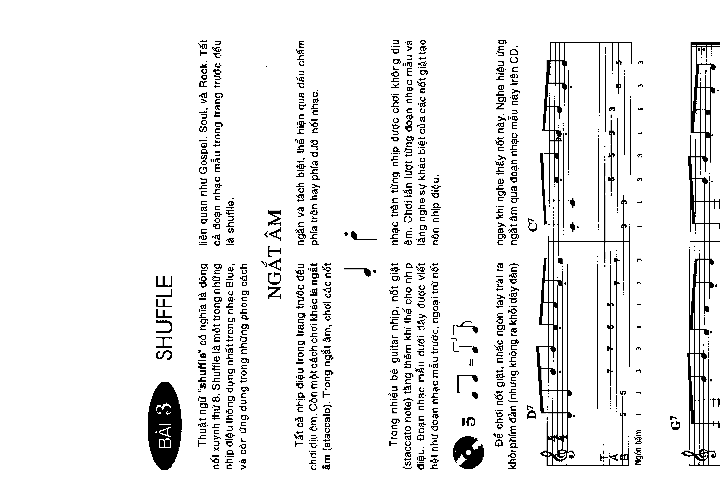 BÀI 3
SHUFFLE
Thuật ngữ "shuffle" có nghĩa là dòng
nối xuynh thứ 8. Shuffle là một trong những
nhịp điệu thông dụng nhất trong nhạc Blue,
và còn ứng dụng trong những phong cách
liên quan như Gospel, Soul, và Rock. Tất
cả đoạn nhạc mẫu trong trang trước đều
là shuffle.
NGẮT ÂM
Tất cả nhịp điệu trong trang trước đều
chơi dịu êm. Còn một cách chơi khác là ngắt
âm (staccato). Trong ngắt âm, chơi các nốt
ngắn và tách biệt, thể hiện qua dấu chấm
phía trên hay phía dưới nốt nhạc.
Trong nhiều bè guitar nhịp, nốt giật
(staccato note) tăng thêm khí thế cho nhịp
điệu. Đoạn nhạc mẫu dưới đây được viết
hệt như đoạn nhạc mẫu trước, ngoại trừ nốt
nhạc trên từng nhịp được chơi không dịu
êm. Chơi lần lượt từng đoạn nhạc mẫu và
lắng nghe sự khác biệt của các nốt giật tạo
nên nhịp điệu.
5
Để chơi nốt giật, nhấc ngón tay trái ra
khỏi phím đàn (nhưng không ra khỏi dây đàn)
ngay khi nghe thấy nốt này. Nghe hiệu ứng
ngắt âm qua đoạn nhạc mẫu này trên CD.
D7 C7
T
A
B
Ngón bấm
G7